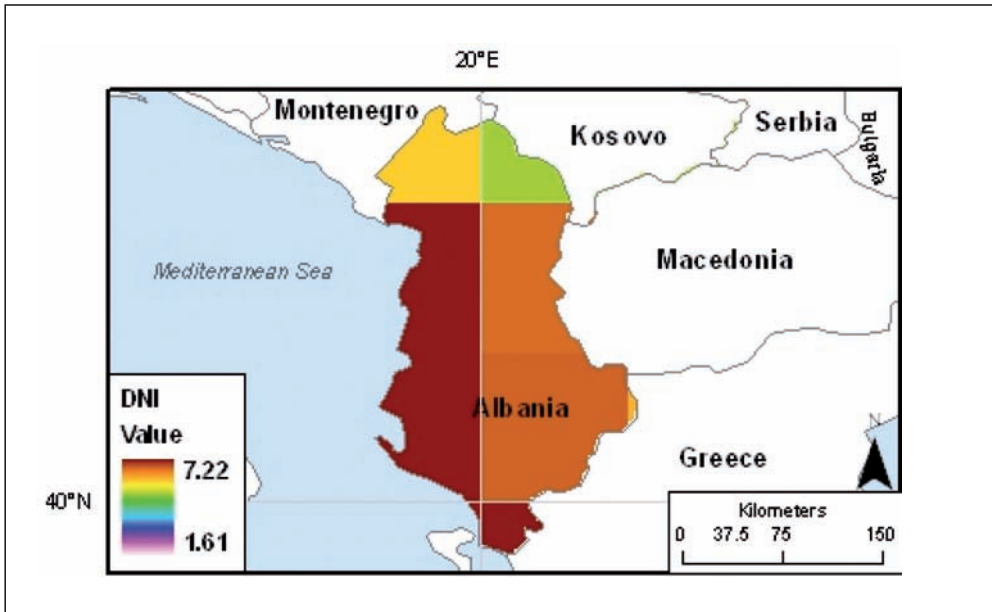 20°E
Montenegro
Kosovo
Serbia
Bulgaria
Macedonia
Mediterranean Sea
Albania
Greece
N
40°N
DNI
Value
7.22
1.61
Kilometers
0 37.5 75 150